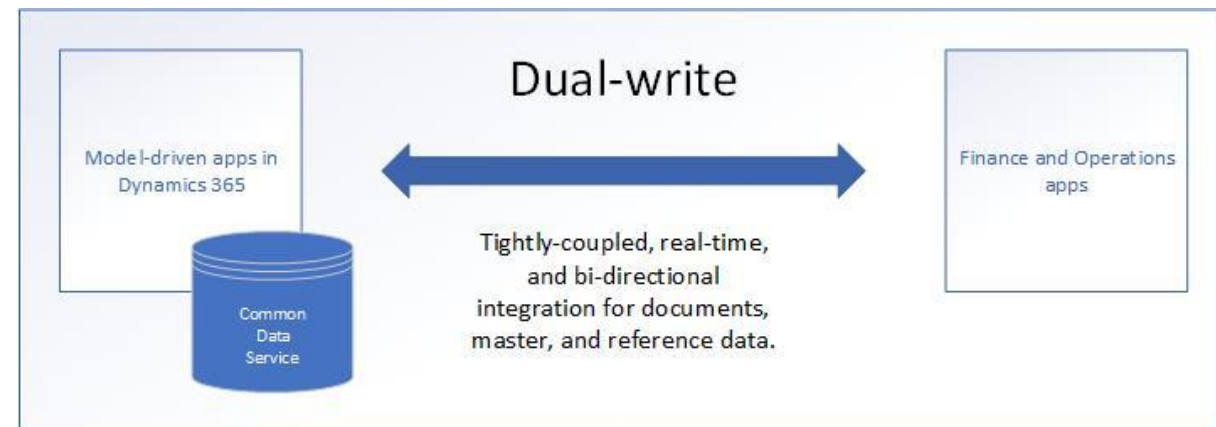 Dual-write
Model-driven apps in
Dynamics 365
Common
Data
Service
Tightly-coupled, real-time,
and bi-directional
integration for documents,
master, and reference data.
Finance and Operations
apps